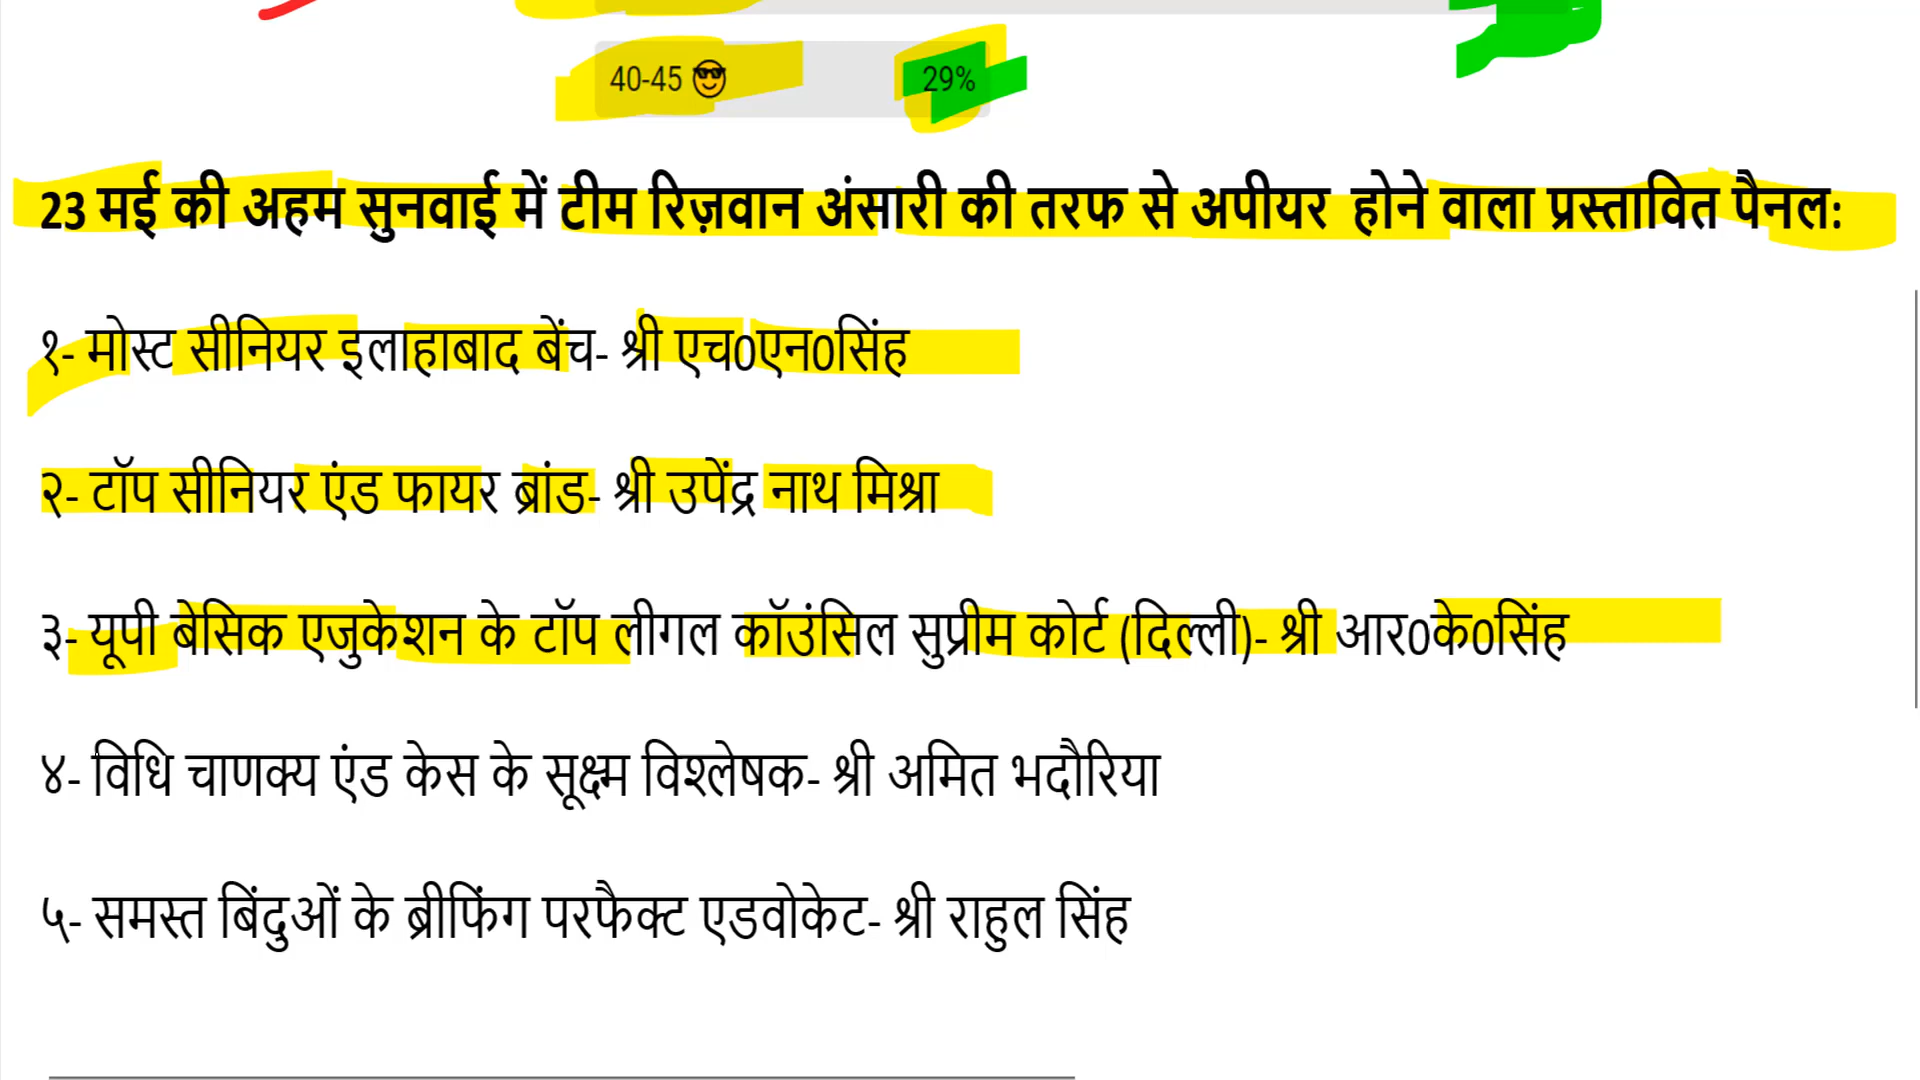 40-45 😎 29%
23 मई की अहम सुनवाई में टीम रिज़वान अंसारी की तरफ से अपीयर होने वाला प्रस्तावित पैनल:
१- मोस्ट सीनियर इलाहाबाद बेंच- श्री एच0एन0सिंह
२- टॉप सीनियर एंड फायर ब्रांड- श्री उपेंद्र नाथ मिश्रा
३- यूपी बेसिक एजुकेशन के टॉप लीगल कॉउंसिल सुप्रीम कोर्ट (दिल्ली)- श्री आर0के0सिंह
४- विधि चाणक्य एंड केस के सूक्ष्म विश्लेषक- श्री अमित भदौरिया
५- समस्त बिंदुओं के ब्रीफिंग परफैक्ट एडवोकेट- श्री राहुल सिंह